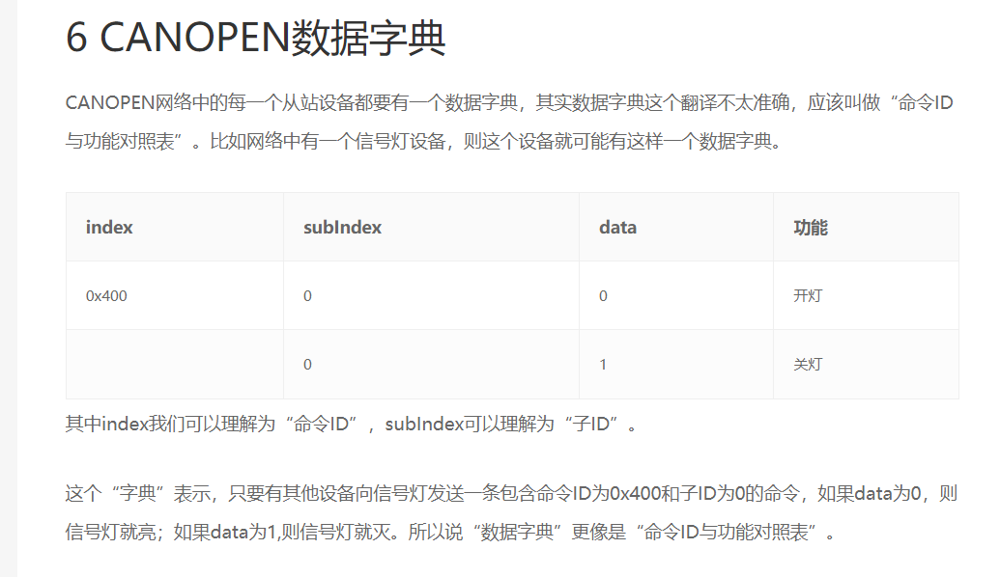 6 CANOPEN数据字典
CANOPEN网络中的每一个从站设备都要有一个数据字典，其实数据字典这个翻译不太准确，应该叫做“命令ID
与功能对照表”。比如网络中有一个信号灯设备，则这个设备就可能有这样一个数据字典。
index subIndex data 功能
0x400 0 0 开灯
0 1 关灯
其中index我们可以理解为“命令ID”，subIndex可以理解为“子ID”。
这个“字典”表示，只要有其他设备向信号灯发送一条包含命令ID为0x400和子ID为0的命令，如果data为0，则
信号灯就亮；如果data为1,则信号灯就灭。所以说“数据字典”更像是“命令ID与功能对照表”。